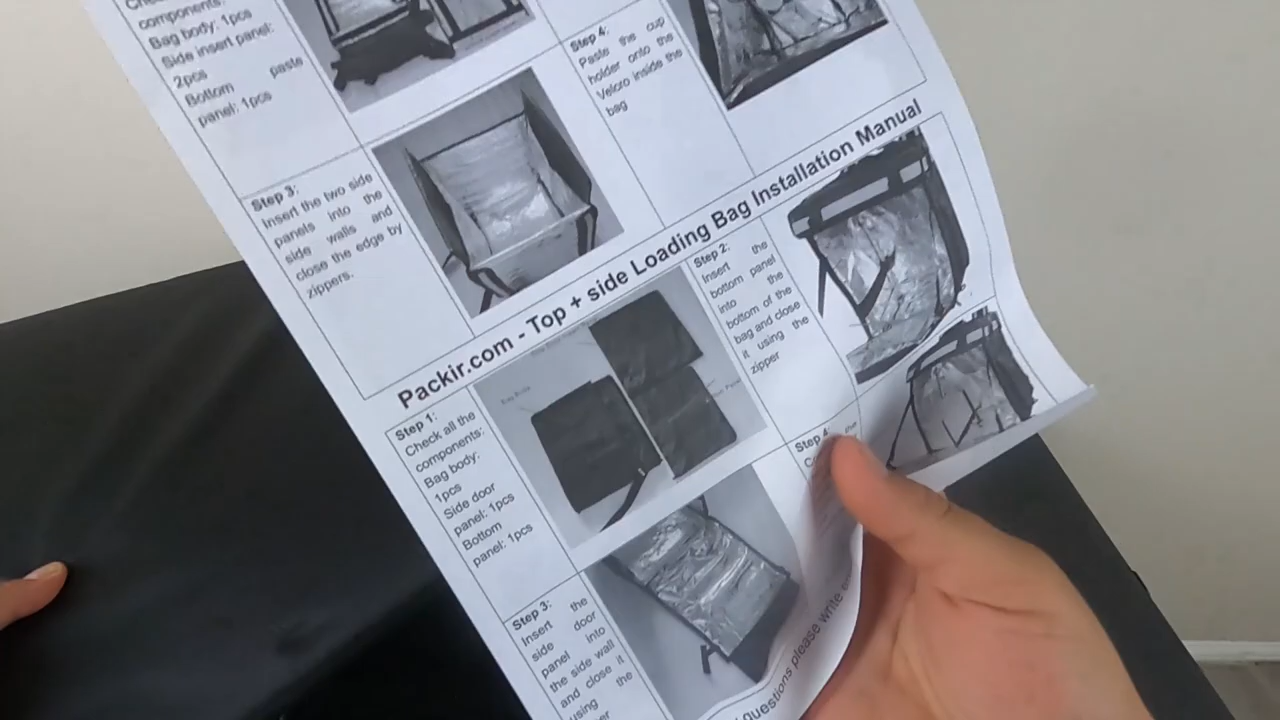 components:
Bag body: 1pcs
Side insert panel:
2pcs
Bottom paste
panel: 1pcs
Step 4:
Paste the cup
holder onto the
Velcro inside the
bag
Step 3:
Insert the two side
panels into the
side walls and
close the edge by
zippers.
Packir.com - Top + side Loading Bag Installation Manual
Step 1:
Check all the
components:
Bag body:
1pcs
Side door
panel: 1pcs
Bottom
panel: 1pcs
Step 2:
Insert the
bottom panel
into the
bottom of the
bag and close
it using the
zipper
Step 3:
Insert the
side door
panel into
the side wall
and close it
using the
Step 4:
the
questions please write